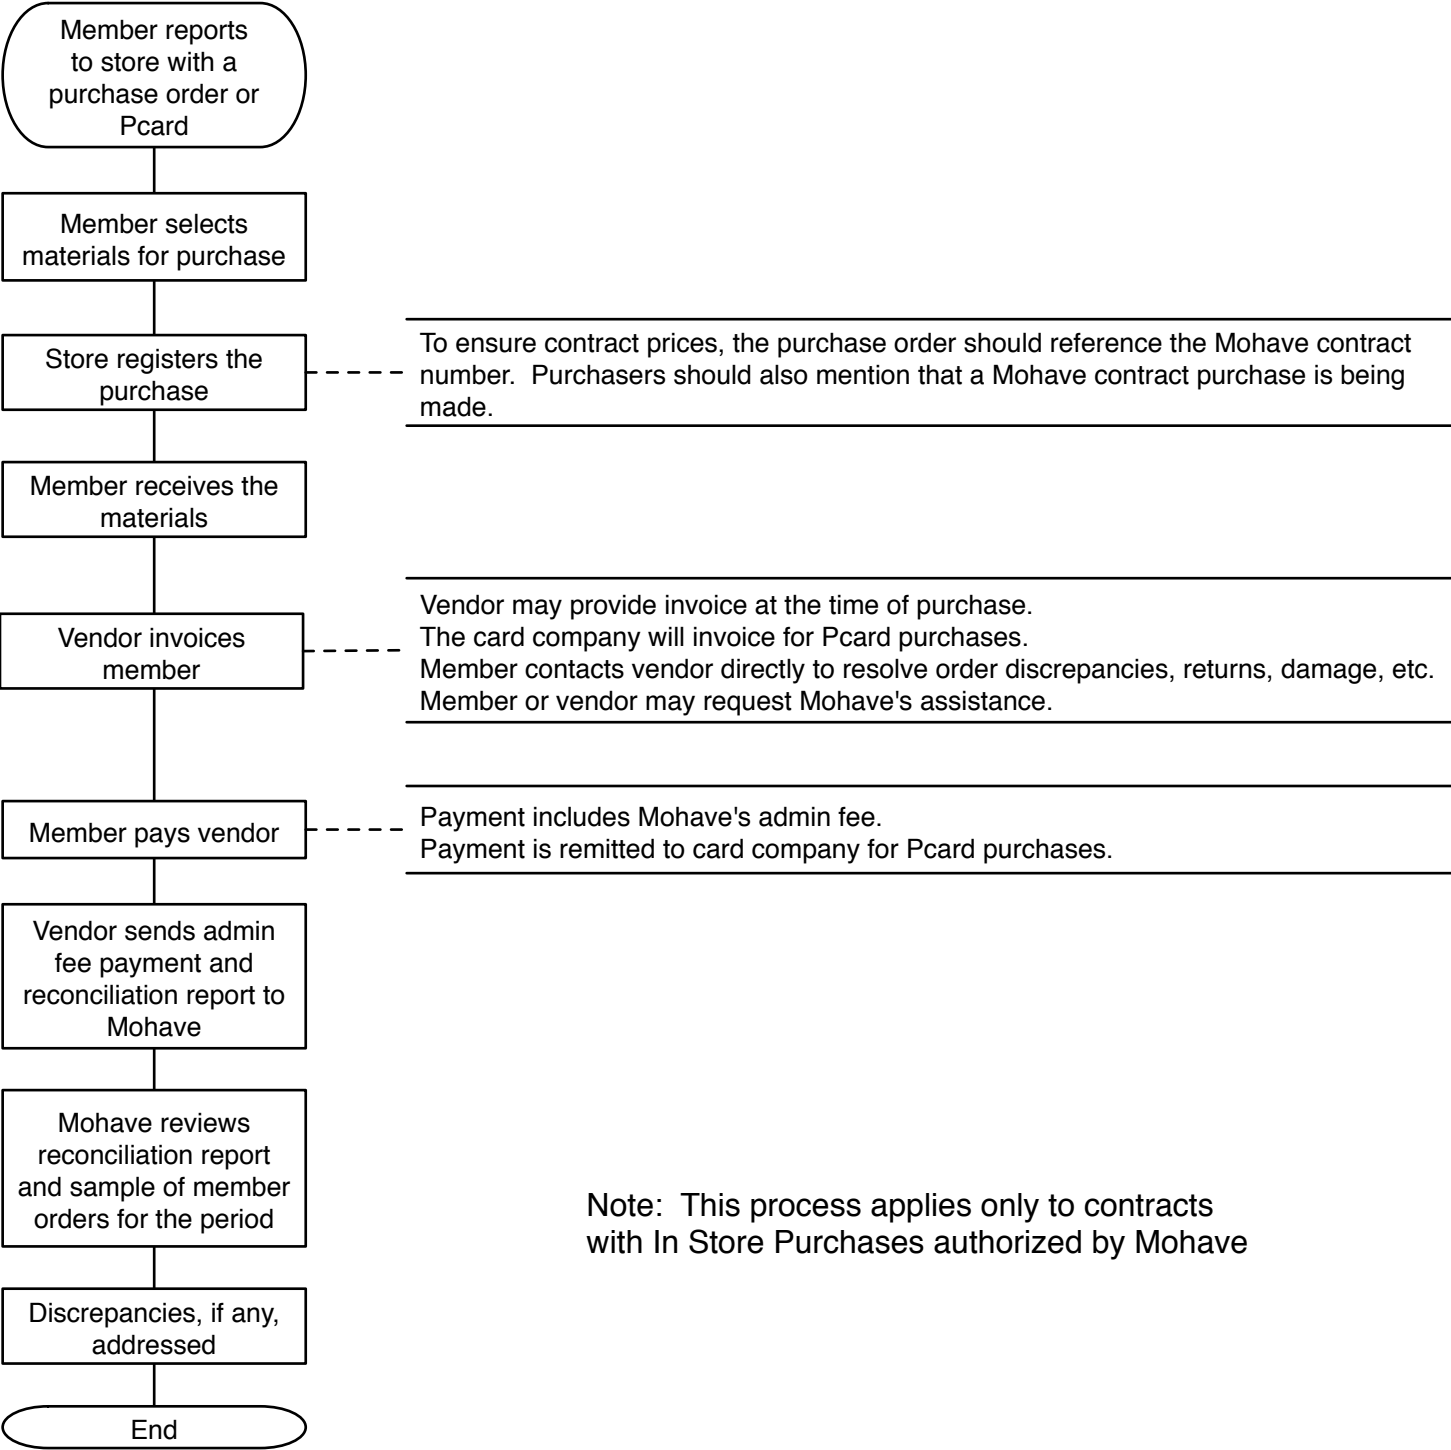 Member reports
to store with a
purchase order or
Pcard
Member selects
materials for purchase
Store registers the
purchase
To ensure contract prices, the purchase order should reference the Mohave contract
number.  Purchasers should also mention that a Mohave contract purchase is being
made.
Member receives the
materials
Vendor invoices
member
Vendor may provide invoice at the time of purchase.
The card company will invoice for Pcard purchases.
Member contacts vendor directly to resolve order discrepancies, returns, damage, etc.
Member or vendor may request Mohave's assistance.
Member pays vendor
Payment includes Mohave's admin fee.
Payment is remitted to card company for Pcard purchases.
Vendor sends admin
fee payment and
reconciliation report to
Mohave
Mohave reviews
reconciliation report
and sample of member
orders for the period
Note:  This process applies only to contracts
with In Store Purchases authorized by Mohave
Discrepancies, if any,
addressed
End